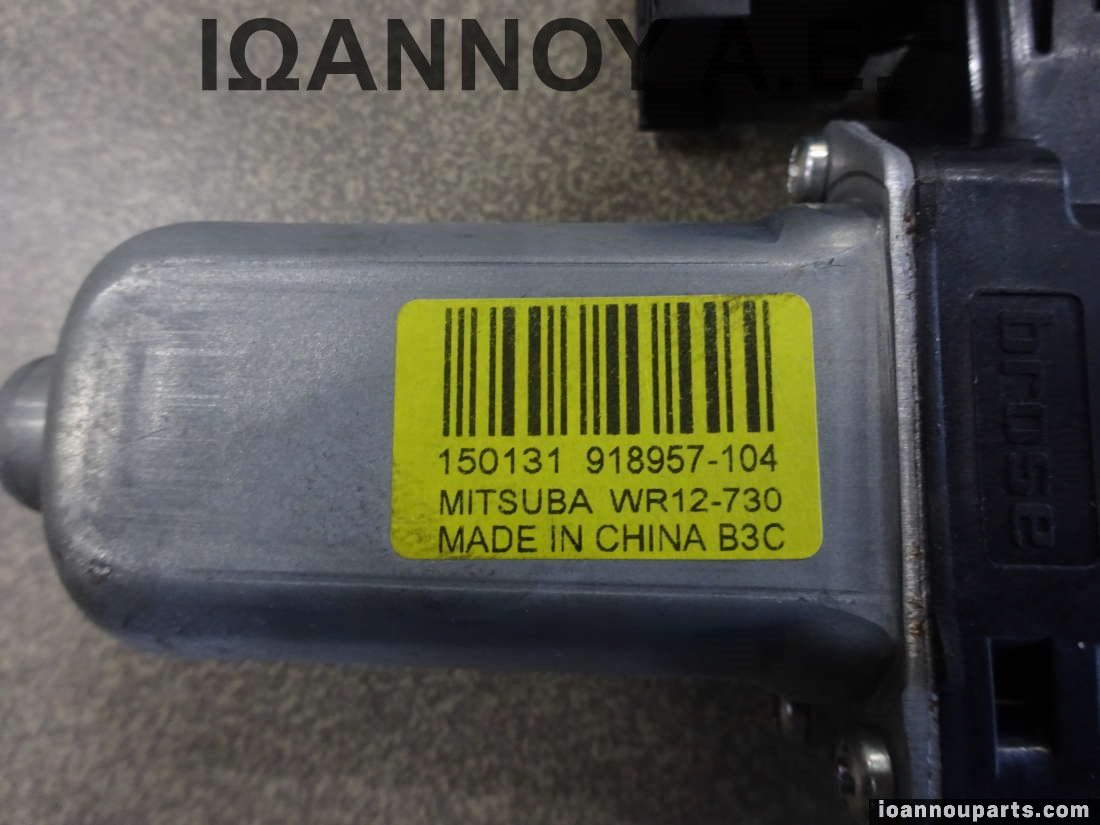 ΙΩΑΝΝΟΥ Α.Ε.
150131 918957-104
MITSUBA WR12-730
MADE IN CHINA B3C
brose
ioannouparts.com